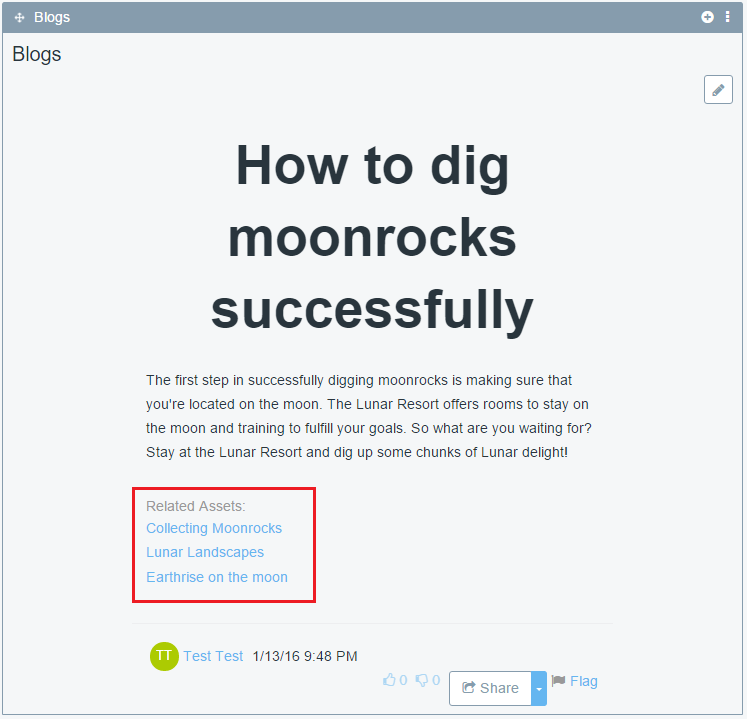 Blogs
Blogs
How to dig
moonrocks
successfully
The first step in successfully digging moonrocks is making sure that
you're located on the moon. The Lunar Resort offers rooms to stay on
the moon and training to fulfill your goals. So what are you waiting for?
Stay at the Lunar Resort and dig up some chunks of Lunar delight!
Related Assets:
Collecting Moonrocks
Lunar Landscapes
Earthrise on the moon
TT Test Test 1/13/16 9:48 PM
0 0 Share Flag